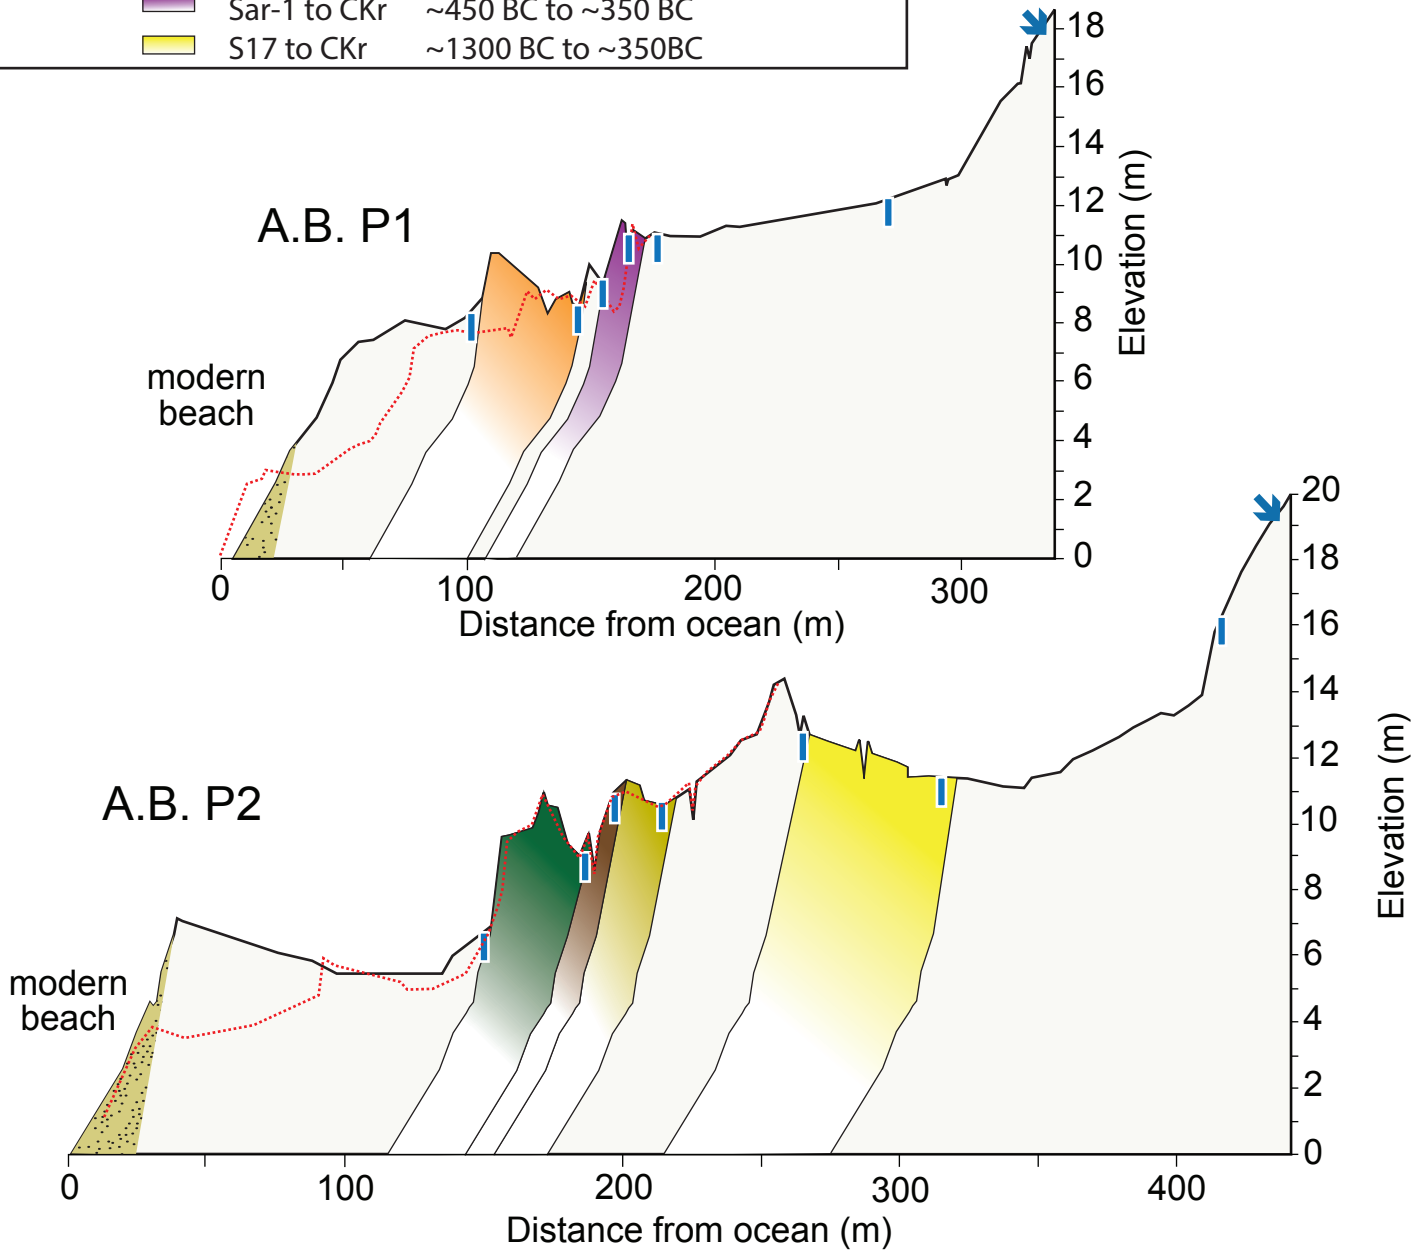 Sar-1 to CKr ~450 BC to ~350 BC
S17 to CKr ~1300 BC to ~350BC
18
16
14
12
10
8
6
4
2
0
Elevation (m)
A.B. P1
modern
beach
0 100 200 300
Distance from ocean (m)
20
18
16
14
12
10
8
6
4
2
0
Elevation (m)
A.B. P2
modern
beach
0 100 200 300 400
Distance from ocean (m)